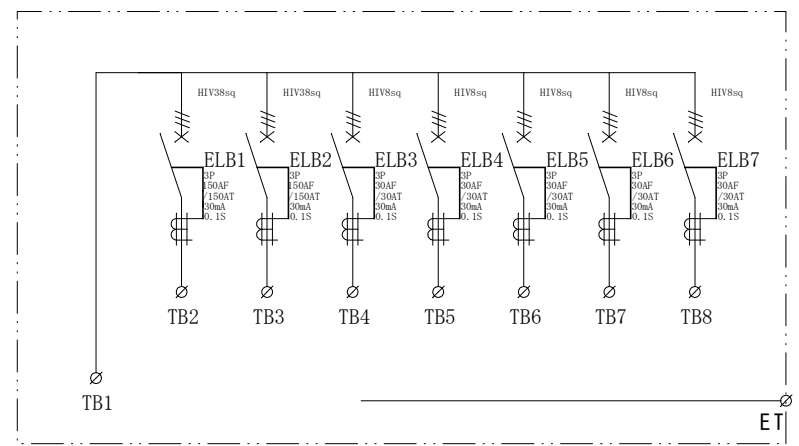 HIV38sq HIV38sq HIV8sq HIV8sq HIV8sq HIV8sq HIV8sq
ELB1 ELB2 ELB3 ELB4 ELB5 ELB6 ELB7
3P 3P 3P 3P 3P 3P 3P
150AF 150AF 30AF 30AF 30AF 30AF 30AF
/150AT /150AT /30AT /30AT /30AT /30AT /30AT
30mA 30mA 30mA 30mA 30mA 30mA 30mA
0.1S 0.1S 0.1S 0.1S 0.1S 0.1S 0.1S
TB2 TB3 TB4 TB5 TB6 TB7 TB8
TB1
ET